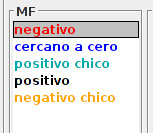 MF
negativo
cercano a cero
positivo chico
positivo
negativo chico